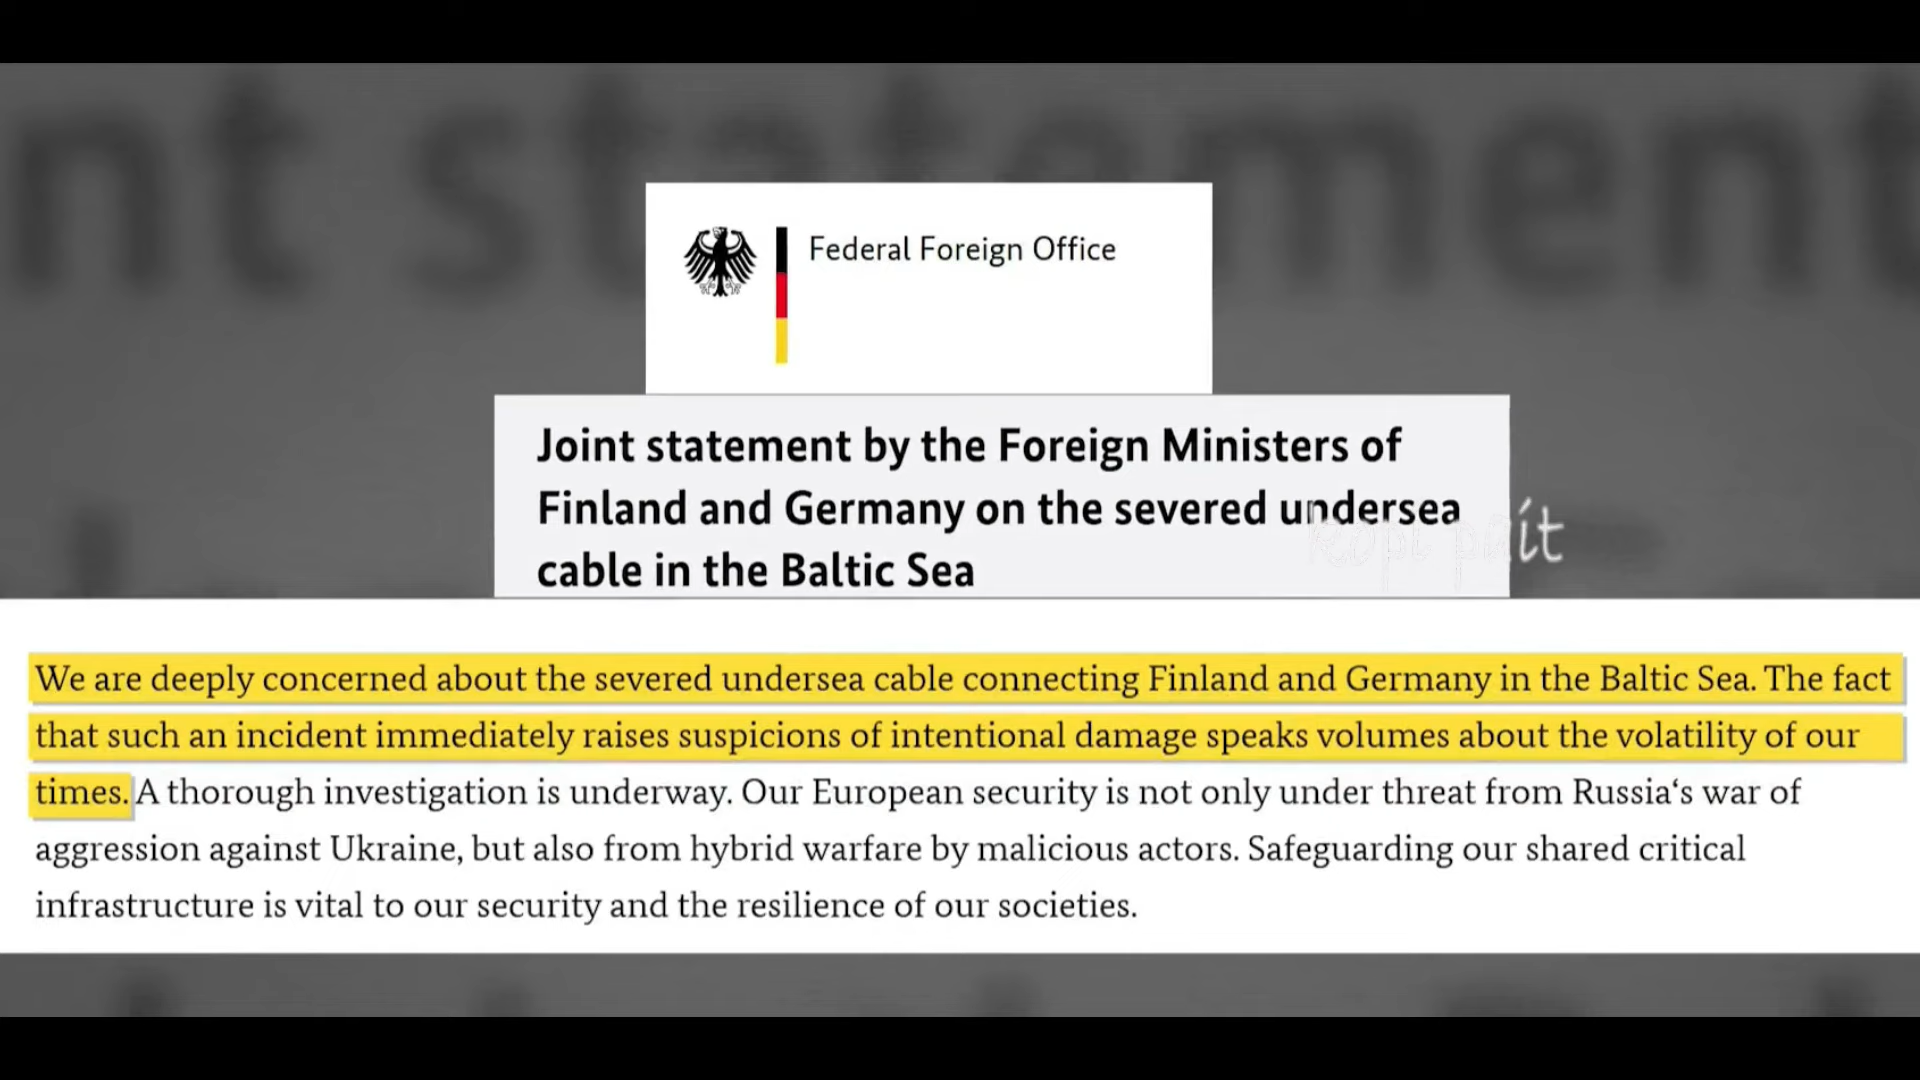 nt statement
Federal Foreign Office
Joint statement by the Foreign Ministers of
Finland and Germany on the severed undersea
cable in the Baltic Sea
kopi pait
We are deeply concerned about the severed undersea cable connecting Finland and Germany in the Baltic Sea. The fact
that such an incident immediately raises suspicions of intentional damage speaks volumes about the volatility of our
times. A thorough investigation is underway. Our European security is not only under threat from Russia‘s war of
aggression against Ukraine, but also from hybrid warfare by malicious actors. Safeguarding our shared critical
infrastructure is vital to our security and the resilience of our societies.